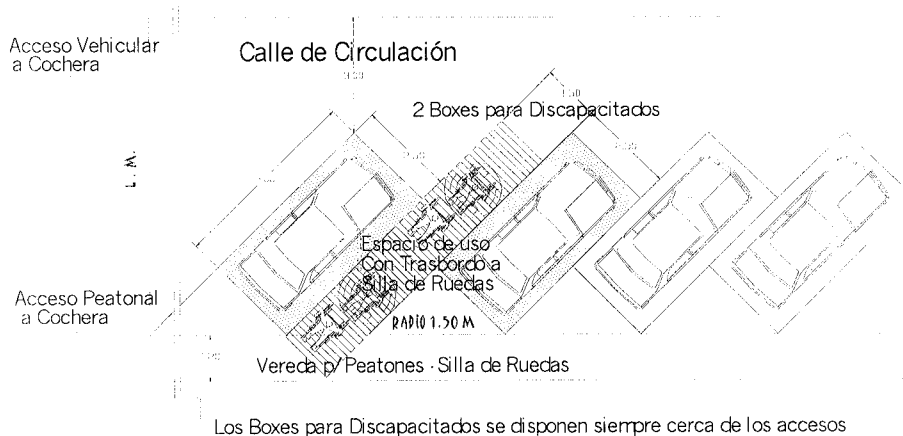 Acceso Vehicular
a Cochera
Calle de Circulación
2 Boxes para Discapacitados
L. M.
Espacio de uso
Con Trasbordo a
Silla de Ruedas
Acceso Peatonal
a Cochera
RADIO 1.50 M
Vereda p/ Peatones - Silla de Ruedas
Los Boxes para Discapacitados se disponen siempre cerca de los accesos